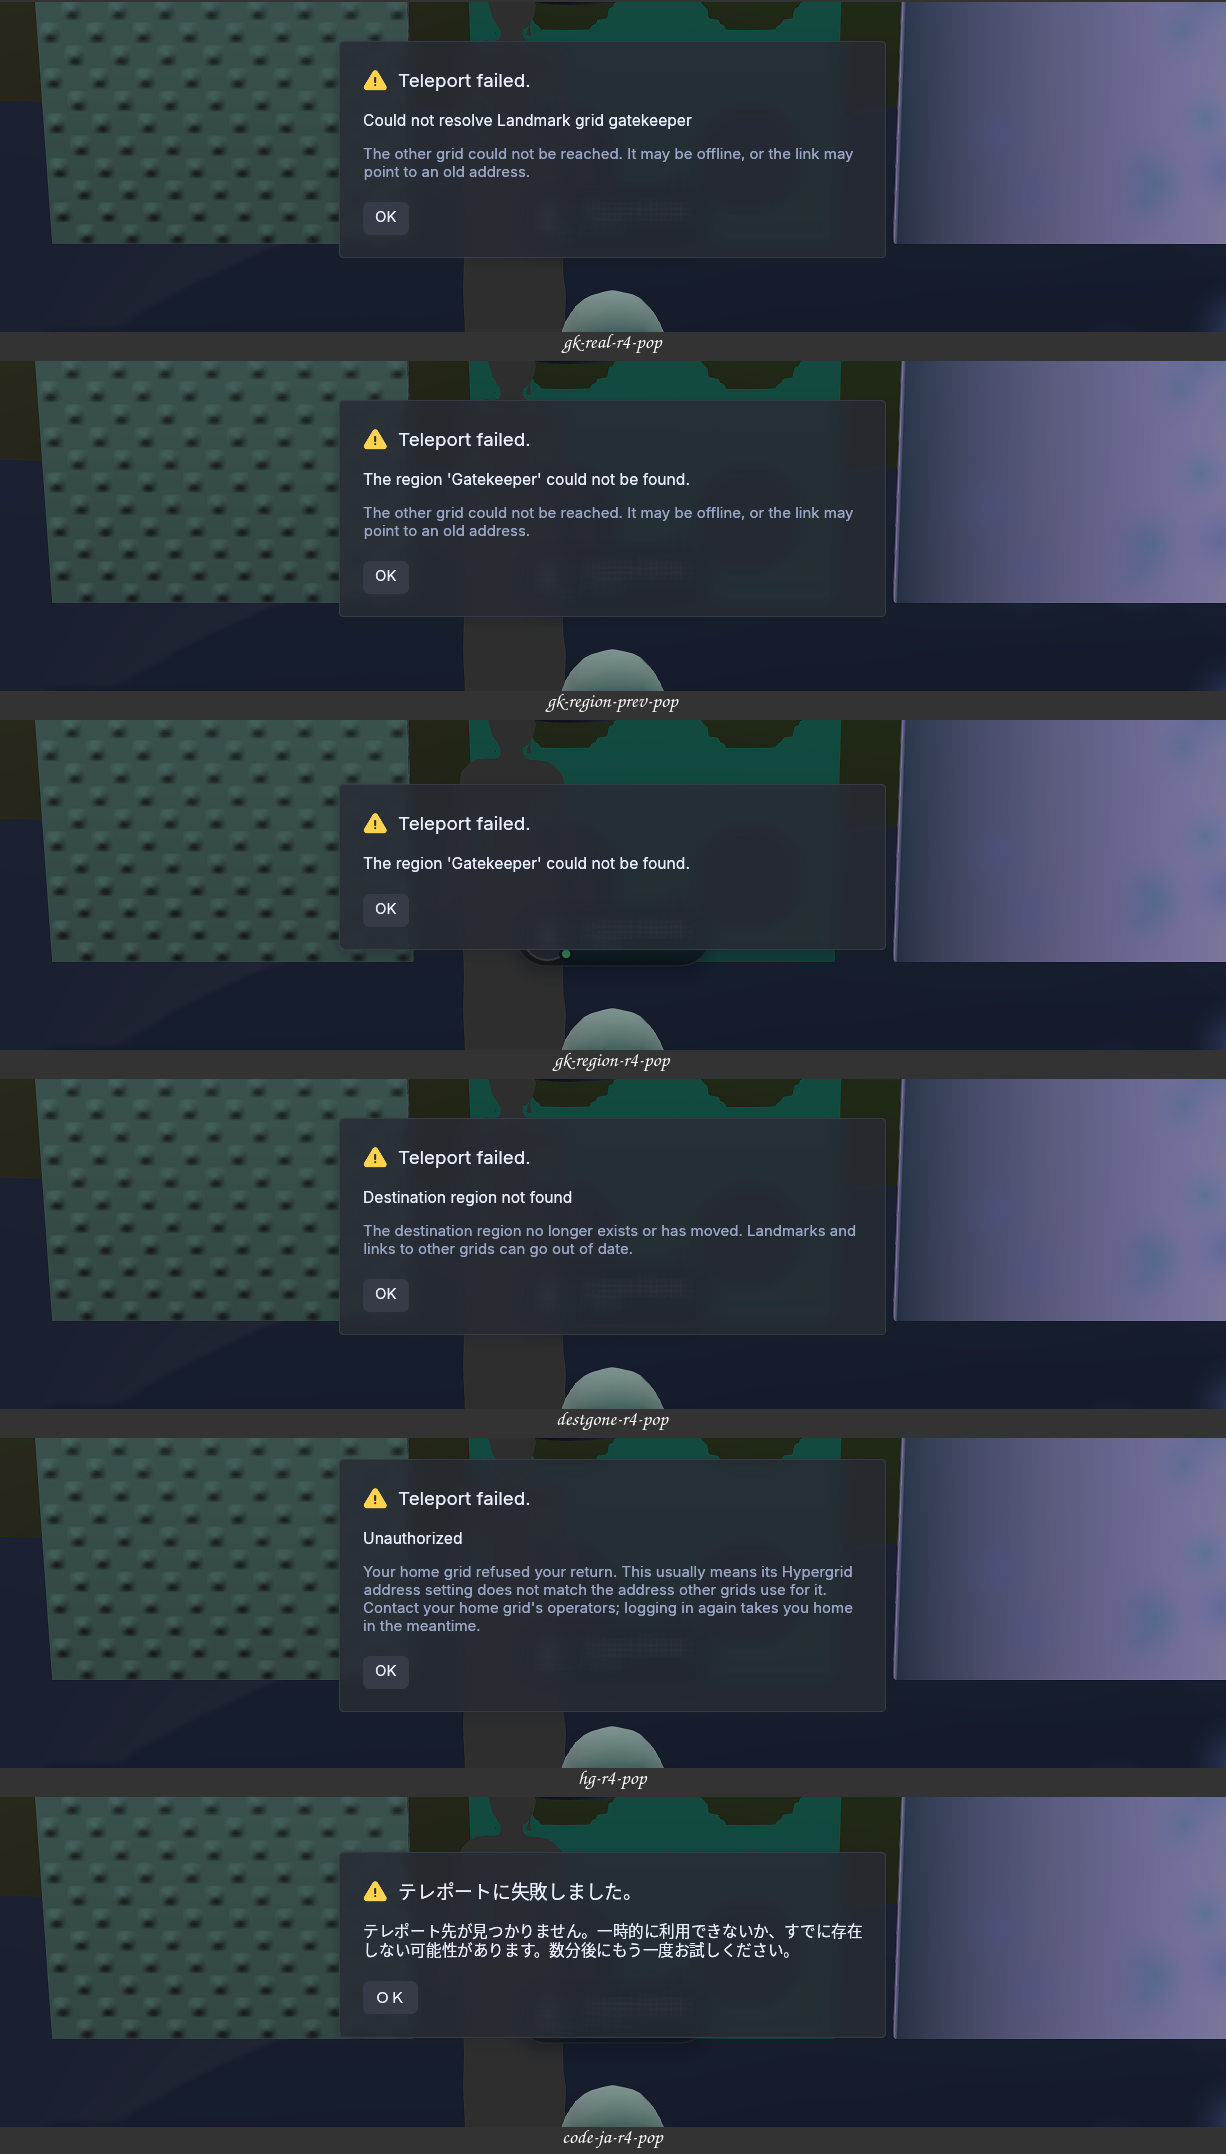 Teleport failed.
Could not resolve Landmark grid gatekeeper
The other grid could not be reached. It may be offline, or the link may
point to an old address.
OK
gk-real-r4-pop
Teleport failed.
The region 'Gatekeeper' could not be found.
The other grid could not be reached. It may be offline, or the link may
point to an old address.
OK
gk-region-prev-pop
Teleport failed.
The region 'Gatekeeper' could not be found.
OK
gk-region-r4-pop
Teleport failed.
Destination region not found
The destination region no longer exists or has moved. Landmarks and
links to other grids can go out of date.
OK
destgone-r4-pop
Teleport failed.
Unauthorized
Your home grid refused your return. This usually means its Hypergrid
address setting does not match the address other grids use for it.
Contact your home grid's operators; logging in again takes you home
in the meantime.
OK
hg-r4-pop
テレポートに失敗しました。
テレポート先が見つかりません。一時的に利用できないか、すでに存在
しない可能性があります。数分後にもう一度お試しください。
ＯＫ
code-ja-r4-pop